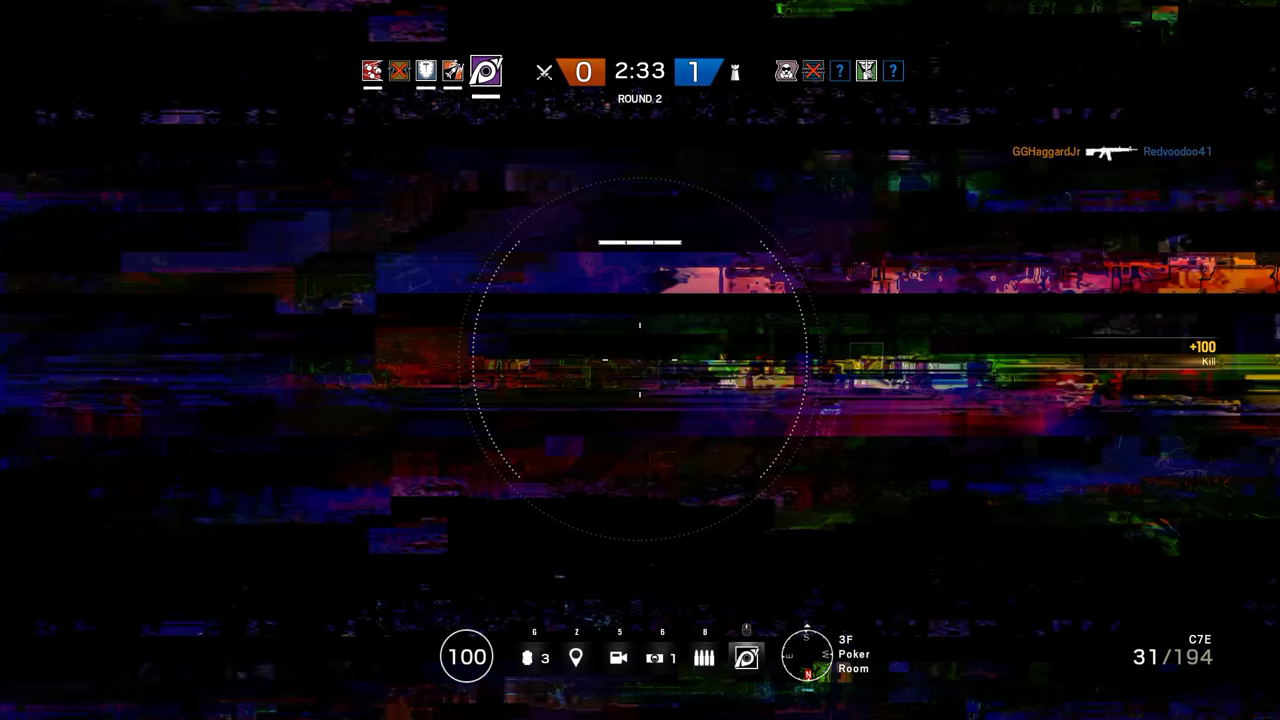 0 2:33 1
? ?
ROUND 2
GGHaggardJr Redvoodoo41
+100
Kill
G Z 5 6 B
100 3 1
S
E W
N
3F
Poker
Room
C7E
31/194